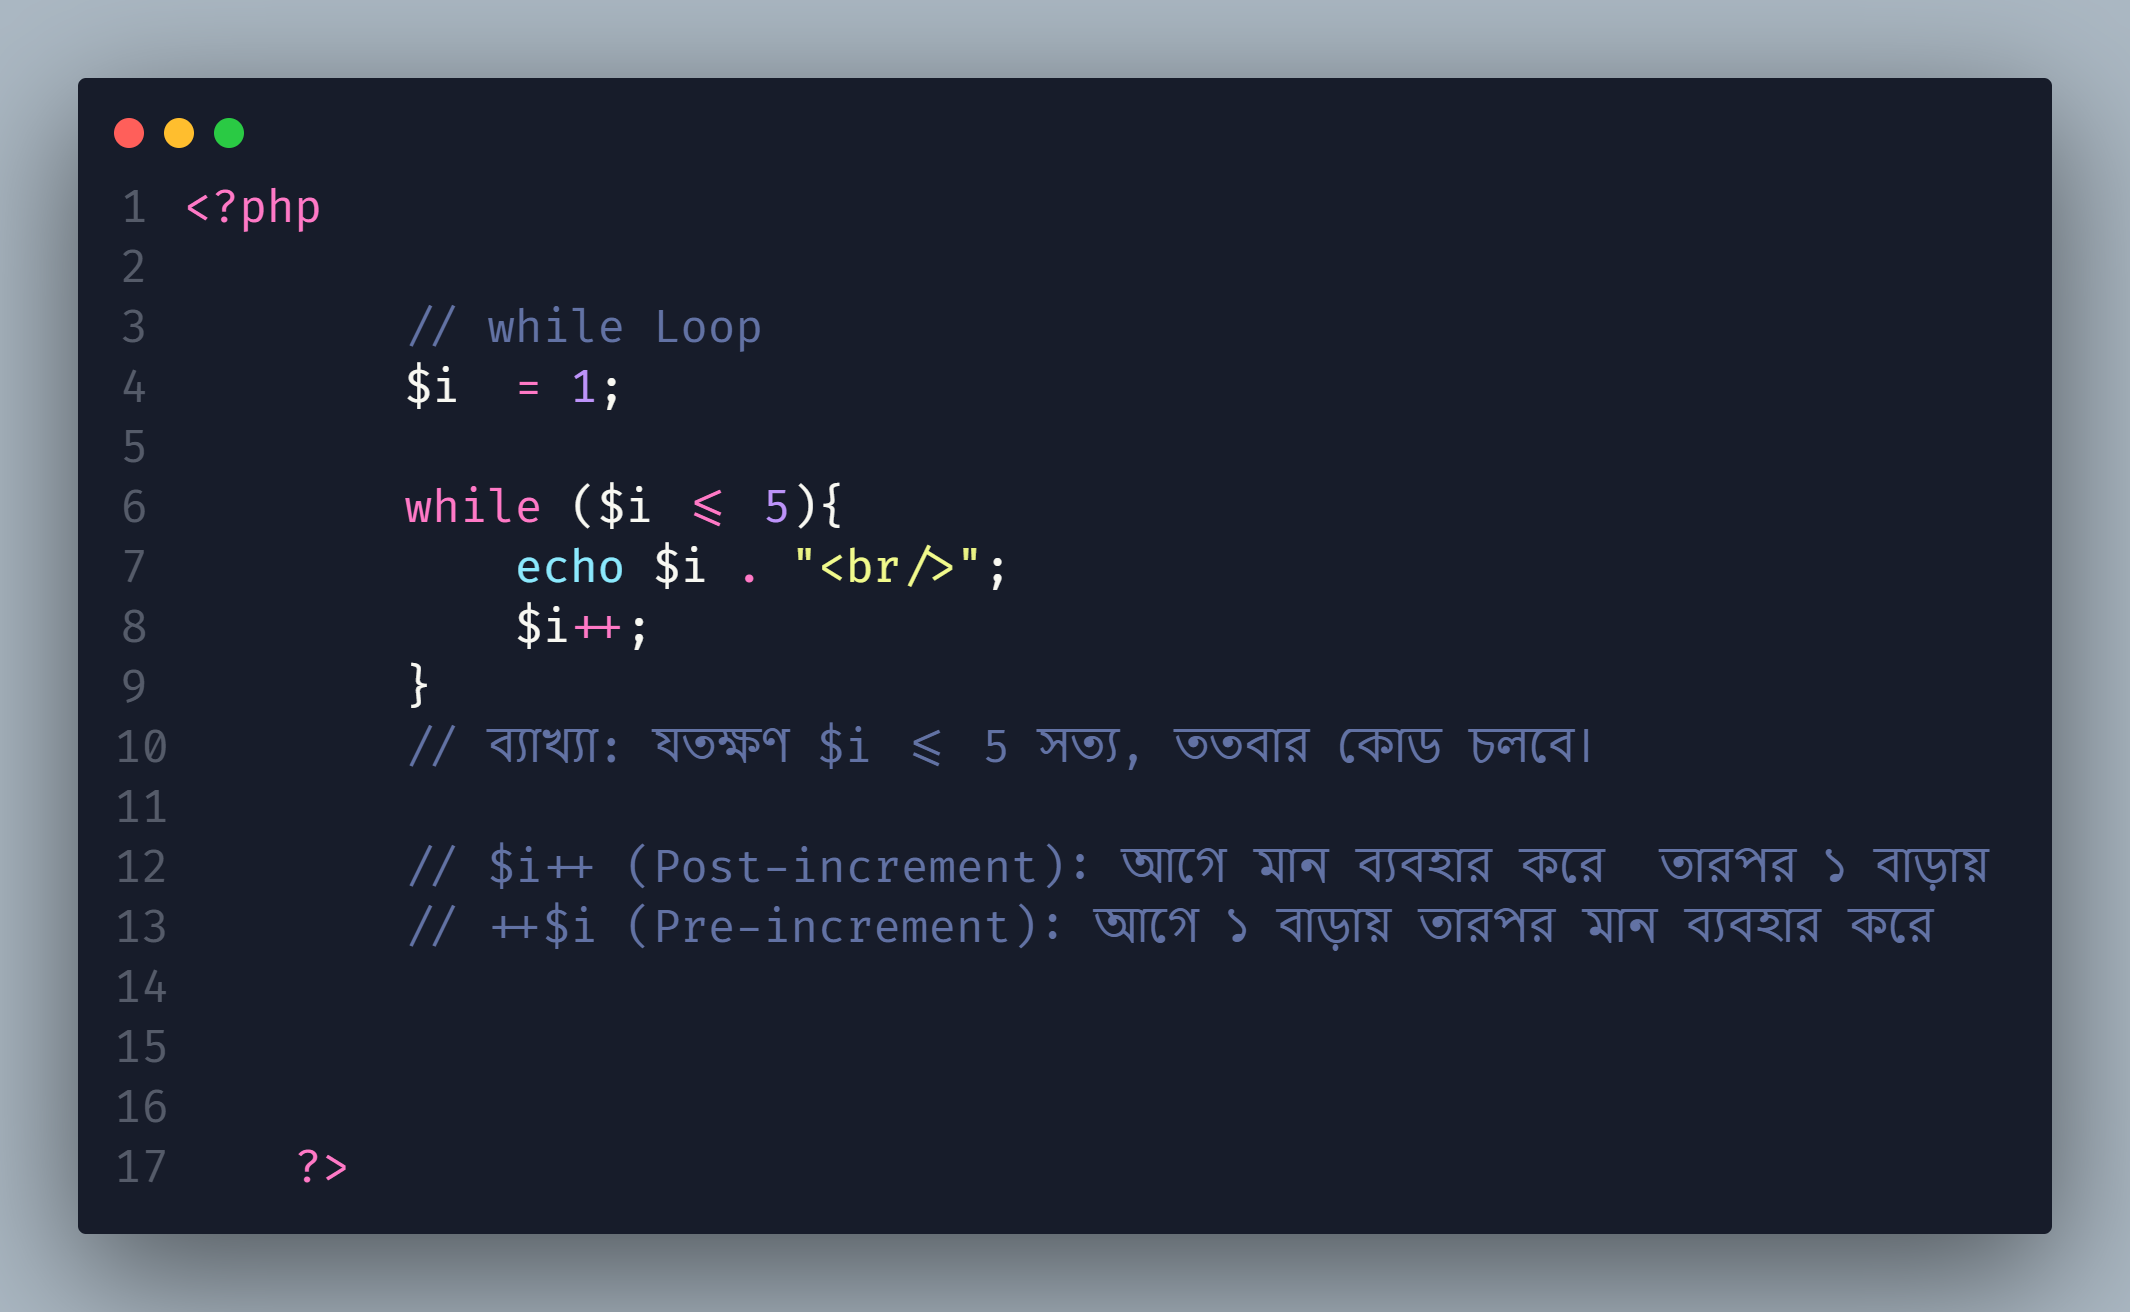 1 <?php
2
3 // while Loop
4 $i  = 1;
5
6 while ($i <= 5){
7 echo $i . "<br/>";
8 $i++;
9 }
10 // ব্যাখ্যা: যতক্ষণ $i <= 5 সত্য, ততবার কোড চলবে।
11
12 // $i++ (Post-increment): আগে মান ব্যবহার করে  তারপর ১ বাড়ায়
13 // ++$i (Pre-increment): আগে ১ বাড়ায় তারপর মান ব্যবহার করে
14
15
16
17 ?>